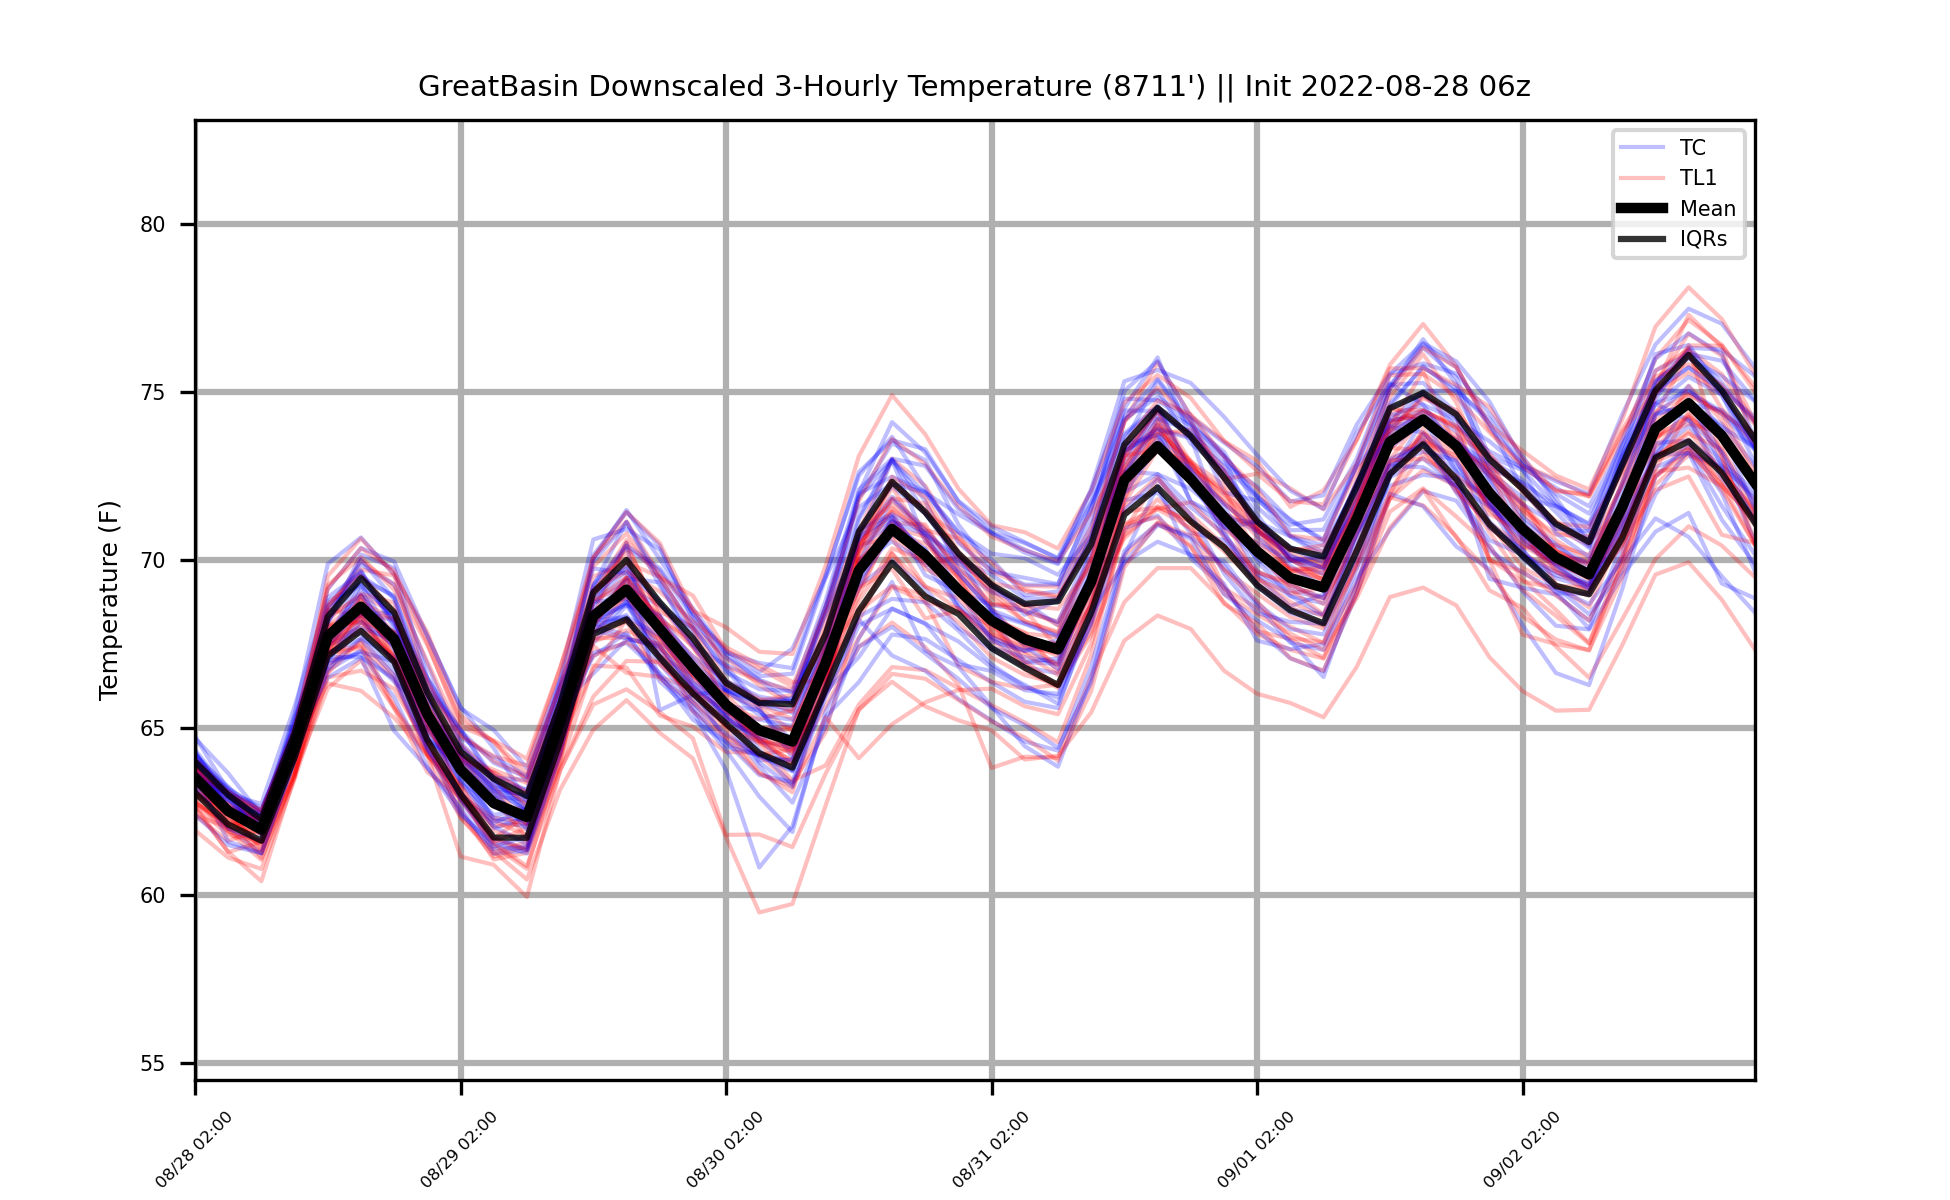 GreatBasin Downscaled 3-Hourly Temperature (8711') || Init 2022-08-28 06z
TC
TL1
Mean
IQRs
Temperature (F)
80
75
70
65
60
55
08/28 02:00
08/29 02:00
08/30 02:00
08/31 02:00
09/01 02:00
09/02 02:00